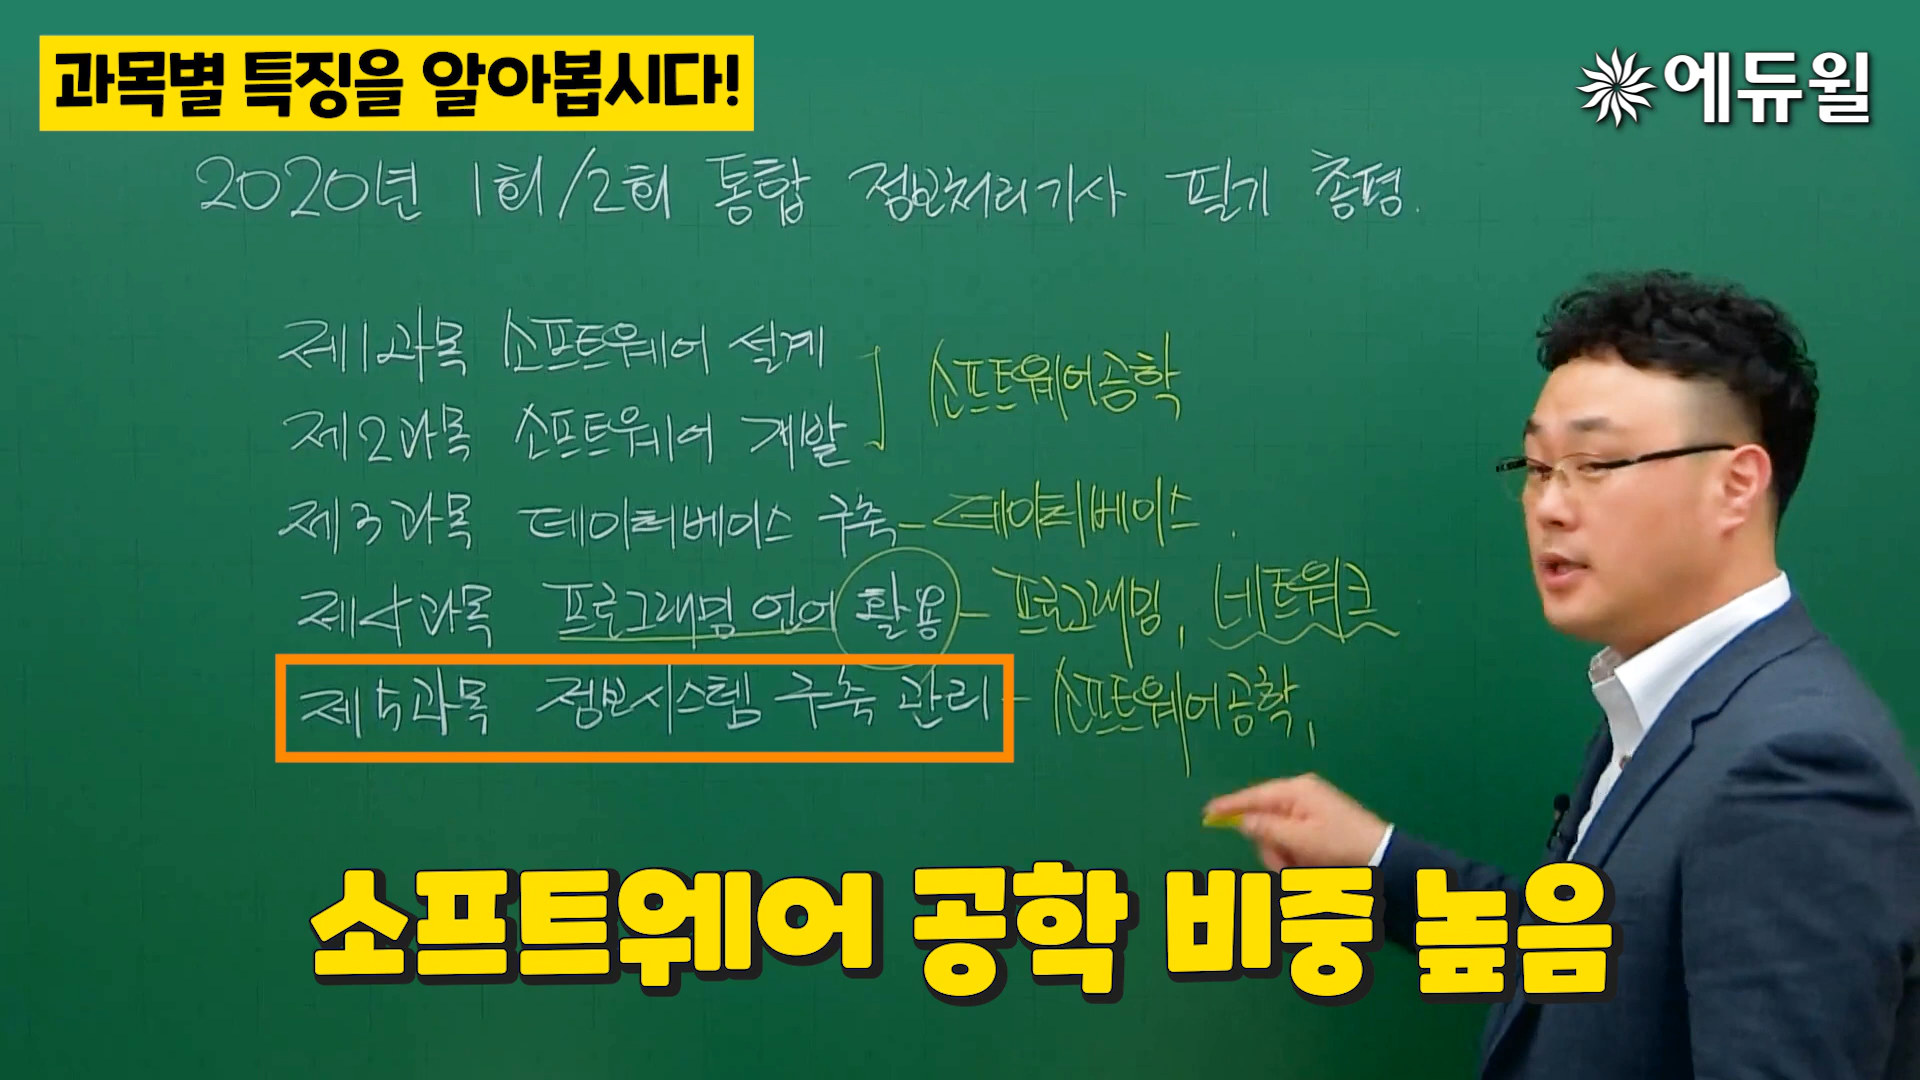 과목별 특징을 알아봅시다!
에듀윌
2020년 1회/2회 통합 정보처리기사 필기 총평.
제1과목 소프트웨어 설계
제2과목 소프트웨어 개발
] 소프트웨어공학
제3과목 데이터베이스 구축 - 데이터베이스.
제4과목 프로그래밍 언어 활용 - 프로그래밍, 네트워크
제5과목 정보시스템 구축 관리 - 소프트웨어공학,
소프트웨어 공학 비중 높음